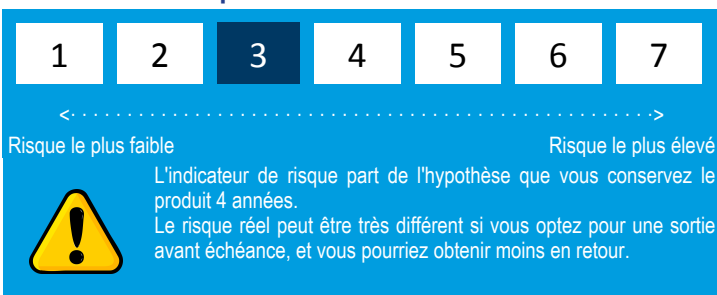 1 2 3 4 5 6 7
<· · · · · · · · · · · · · · · · · · · · · · · · · · · · · · · · · · · · · · · · · · · · · · · · · · · ·>
Risque le plus faible Risque le plus élevé
L'indicateur de risque part de l'hypothèse que vous conservez le
produit 4 années.
Le risque réel peut être très différent si vous optez pour une sortie
avant échéance, et vous pourriez obtenir moins en retour.